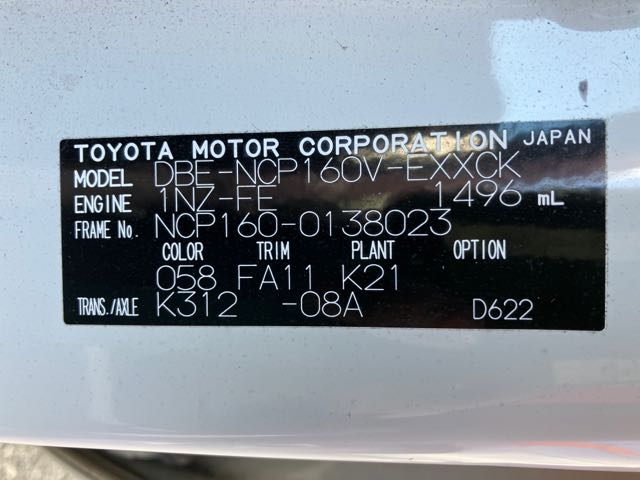 TOYOTA MOTOR CORPORATION JAPAN
MODEL DBE-NCP160V-EXXCK
ENGINE 1NZ-FE 1496 mL
FRAME No. NCP160-0138023
COLOR TRIM PLANT OPTION
058 FA11 K21
TRANS./AXLE K312 -08A D622